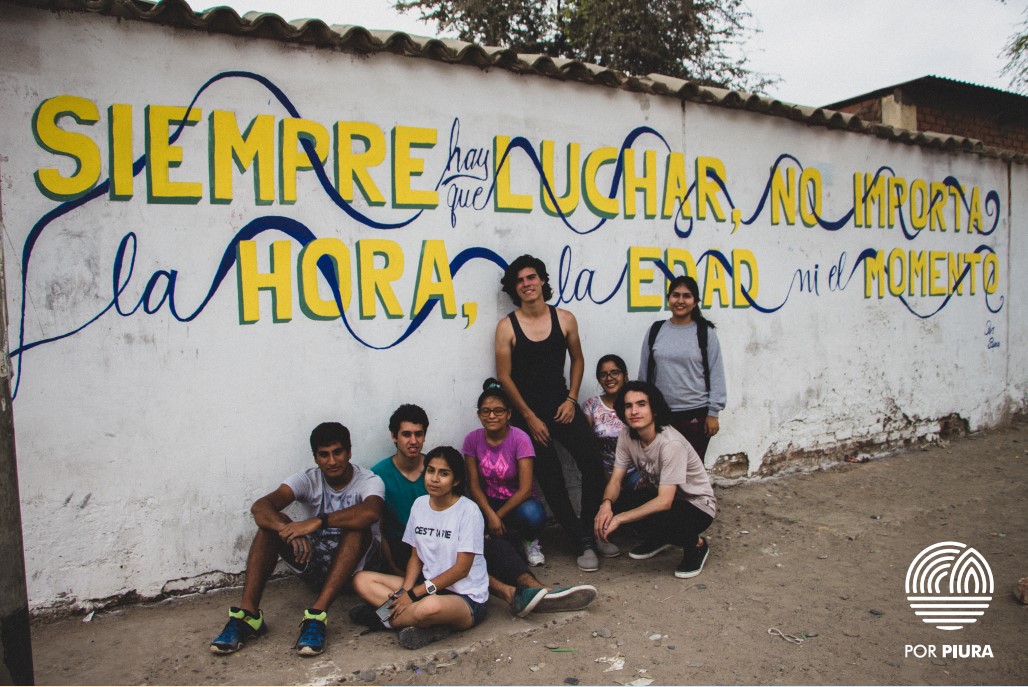 SIEMPRE hay que LUCHAR, NO IMPORTA
la HORA, la EDAD ni el MOMENTO
C'EST LA VIE
POR PIURA